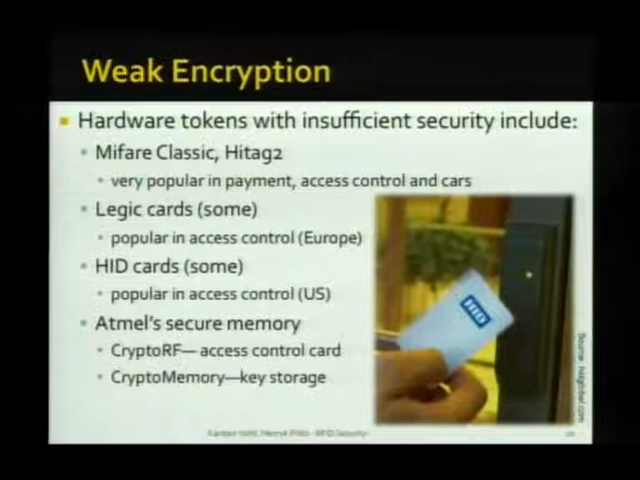 Weak Encryption
Hardware tokens with insufficient security include:
Mifare Classic, Hitag2
very popular in payment, access control and cars
Legic cards (some)
popular in access control (Europe)
HID cards (some)
popular in access control (US)
Atmel's secure memory
CryptoRF— access control card
CryptoMemory—key storage
HID
- RFID Security